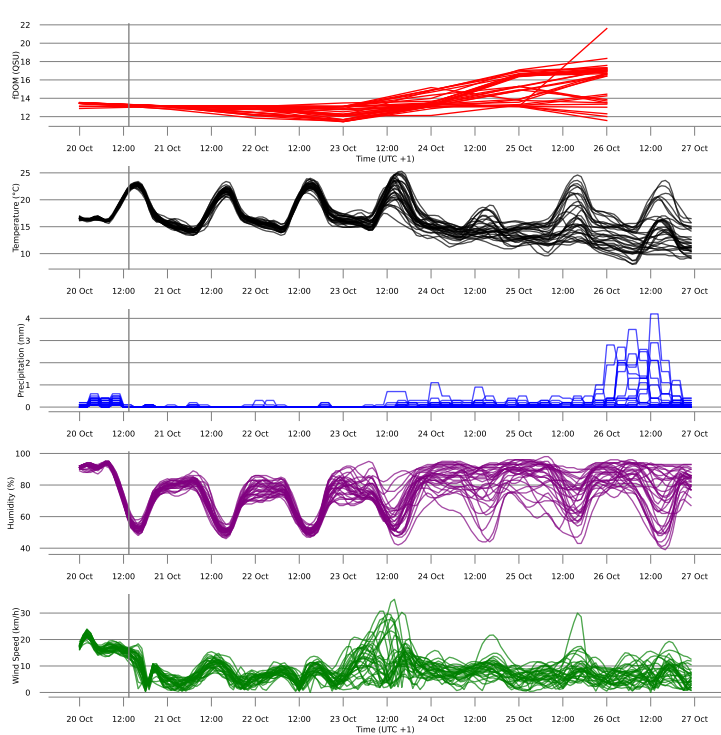 22
20
18
16
14
12
fDOM (QSU)
20 Oct 12:00 21 Oct 12:00 22 Oct 12:00 23 Oct 12:00 24 Oct 12:00 25 Oct 12:00 26 Oct 12:00 27 Oct
Time (UTC +1)
25
20
15
10
Temperature (°C)
20 Oct 12:00 21 Oct 12:00 22 Oct 12:00 23 Oct 12:00 24 Oct 12:00 25 Oct 12:00 26 Oct 12:00 27 Oct
4
3
2
1
0
Precipitation (mm)
20 Oct 12:00 21 Oct 12:00 22 Oct 12:00 23 Oct 12:00 24 Oct 12:00 25 Oct 12:00 26 Oct 12:00 27 Oct
100
80
60
40
Humidity (%)
20 Oct 12:00 21 Oct 12:00 22 Oct 12:00 23 Oct 12:00 24 Oct 12:00 25 Oct 12:00 26 Oct 12:00 27 Oct
30
20
10
0
Wind Speed (km/h)
20 Oct 12:00 21 Oct 12:00 22 Oct 12:00 23 Oct 12:00 24 Oct 12:00 25 Oct 12:00 26 Oct 12:00 27 Oct
Time (UTC +1)